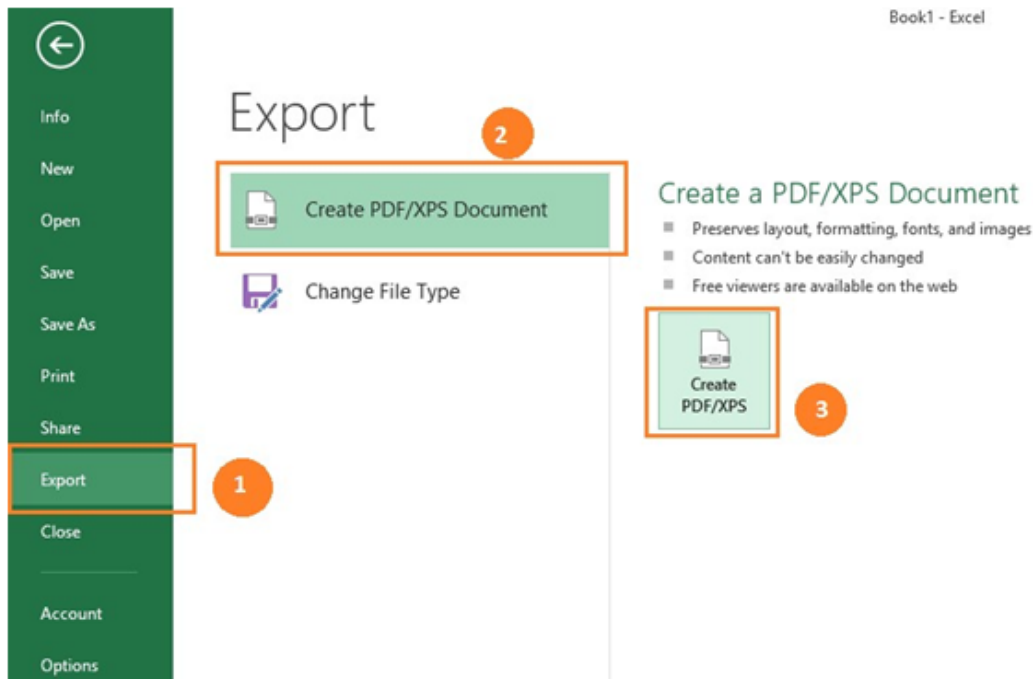 Book1 - Excel
Info
New
Open
Save
Save As
Print
Share
Export
1
Close
Account
Options
Export
2
Create PDF/XPS Document
Change File Type
Create a PDF/XPS Document
Preserves layout, formatting, fonts, and images
Content can't be easily changed
Free viewers are available on the web
Create
PDF/XPS
3